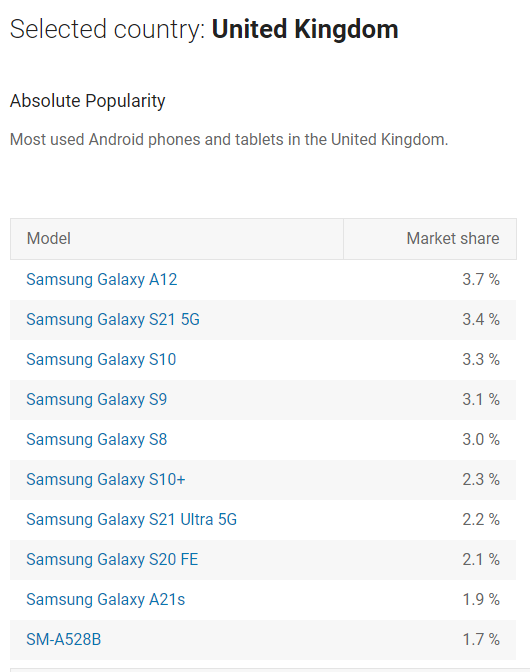 Selected country: United Kingdom
Absolute Popularity
Most used Android phones and tablets in the United Kingdom.
Model Market share
Samsung Galaxy A12 3.7 %
Samsung Galaxy S21 5G 3.4 %
Samsung Galaxy S10 3.3 %
Samsung Galaxy S9 3.1 %
Samsung Galaxy S8 3.0 %
Samsung Galaxy S10+ 2.3 %
Samsung Galaxy S21 Ultra 5G 2.2 %
Samsung Galaxy S20 FE 2.1 %
Samsung Galaxy A21s 1.9 %
SM-A528B 1.7 %